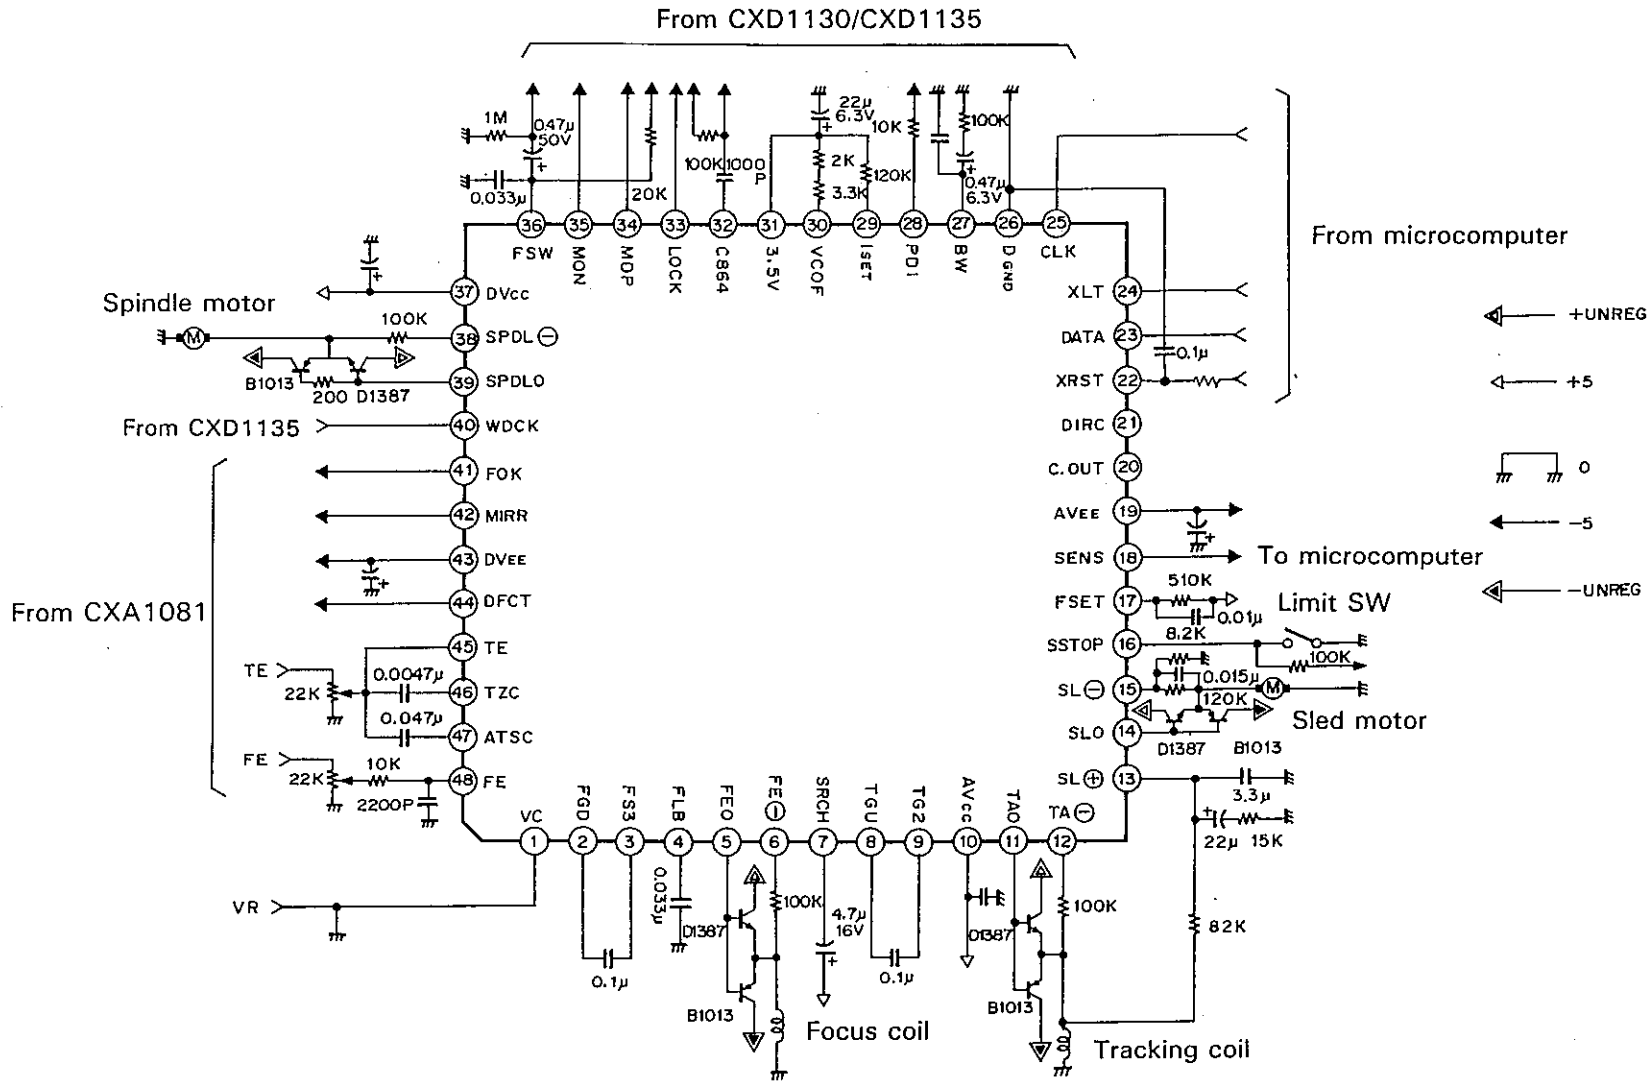 From CXD1130/CXD1135
1M
0.47μ
50V
0.033μ
20K
100K
1000
P
22μ
6.3V
2K
3.3K
120K
10K
100K
0.47μ
6.3V
36 35 34 33 32 31 30 29 28 27 26 25
FSW MON MDP LOCK C864 3.5V VCOF ISET PDI BW DGND CLK
From microcomputer
Spindle motor
M
100K
B1013
200 D1387
From CXD1135
From CXA1081
37 DVcc
38 SPDL ⊖
39 SPDLO
40 WDCK
41 FOK
42 MIRR
43 DVEE
44 DFCT
45 TE
46 TZC
47 ATSC
48 FE
TE
22K
0.0047μ
0.047μ
FE
22K
10K
2200P
XLT 24
DATA 23
XRST 22
DIRC 21
C.OUT 20
AVEE 19
SENS 18
FSET 17
SSTOP 16
SL ⊖ 15
SLO 14
SL ⊕ 13
0.1μ
To microcomputer
510K
0.01μ
8.2K
Limit SW
100K
0.015μ
120K
M
Sled motor
D1387 B1013
3.3μ
22μ 15K
82K
+UNREG
+5
0
-5
-UNREG
VC FGD FS3 FLB FEO FE ⊖ SRCH TGU TG2 AVcc TAO TA ⊖
1 2 3 4 5 6 7 8 9 10 11 12
VR
0.1μ
0.033μ
D1387
B1013
100K
Focus coil
4.7μ
16V
0.1μ
D1387
B1013
100K
Tracking coil